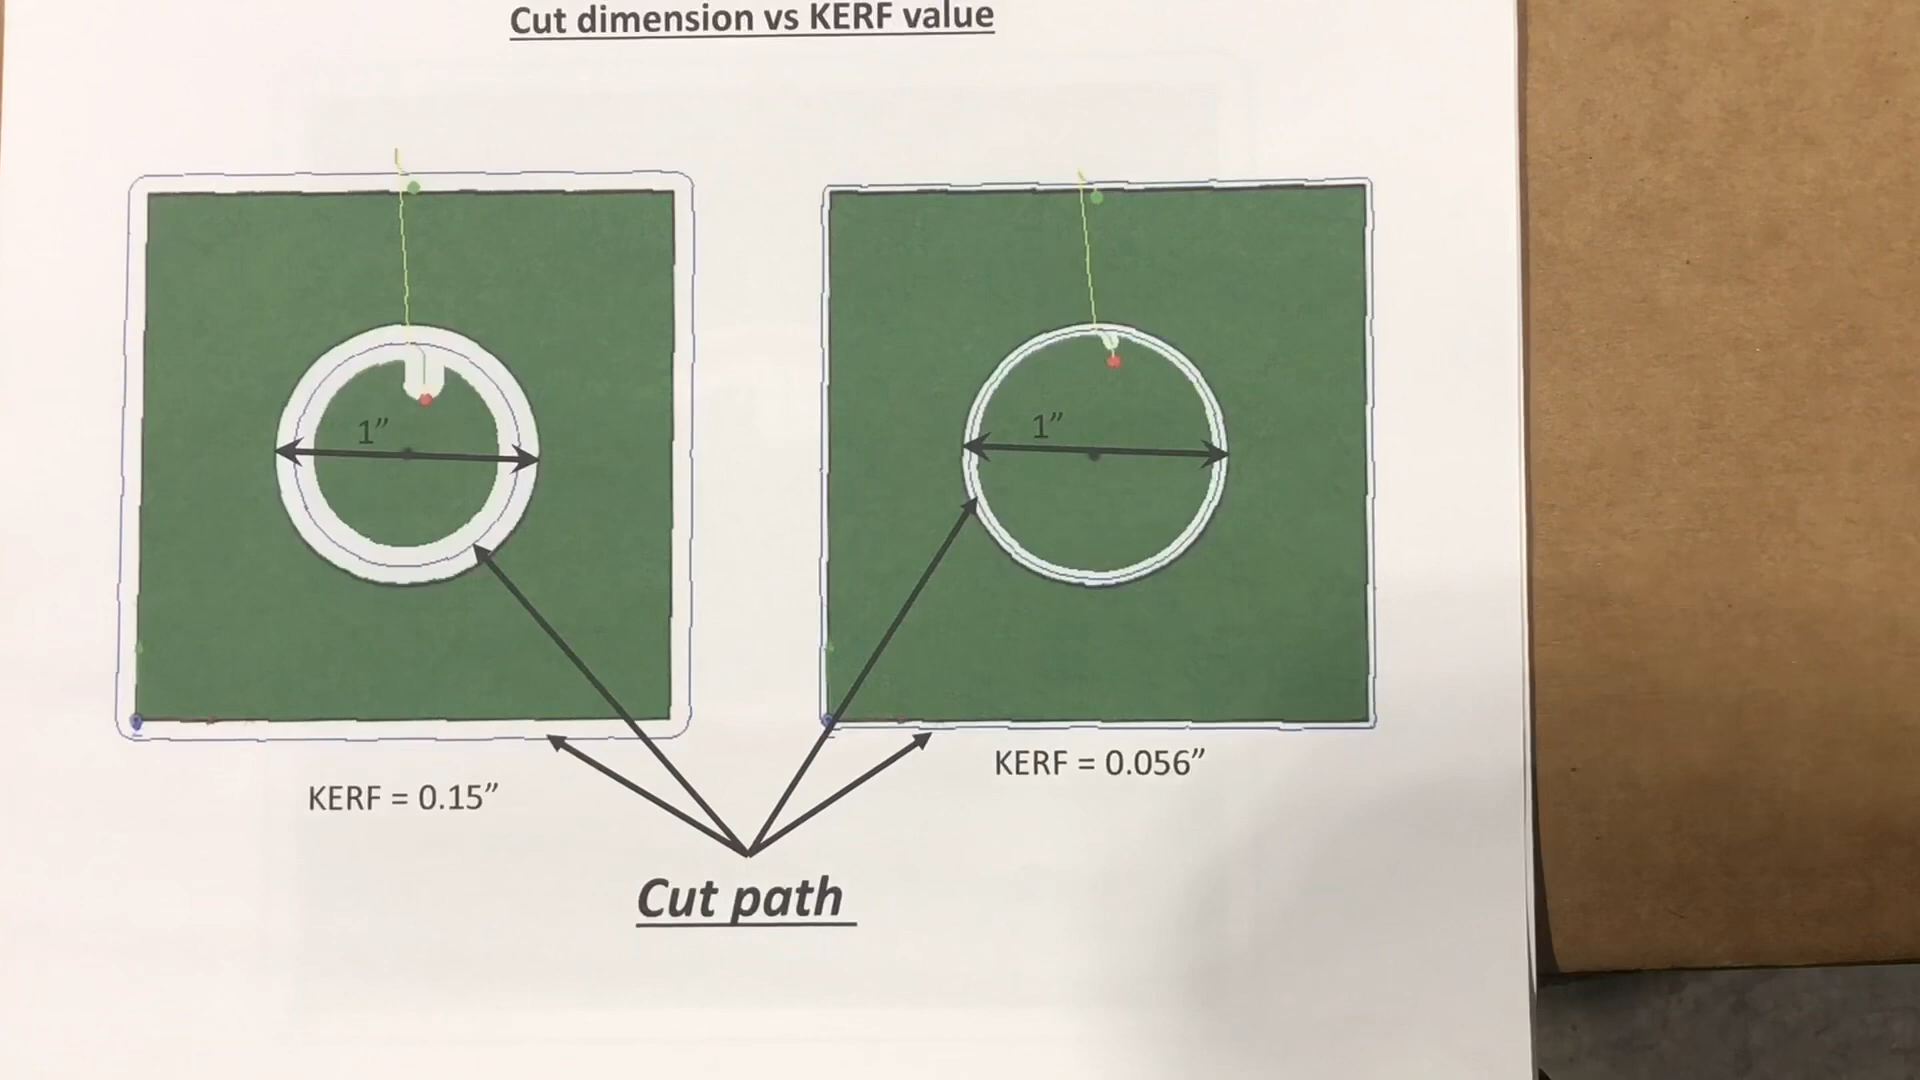 Cut dimension vs KERF value
1”
1”
KERF = 0.15”
KERF = 0.056”
Cut path